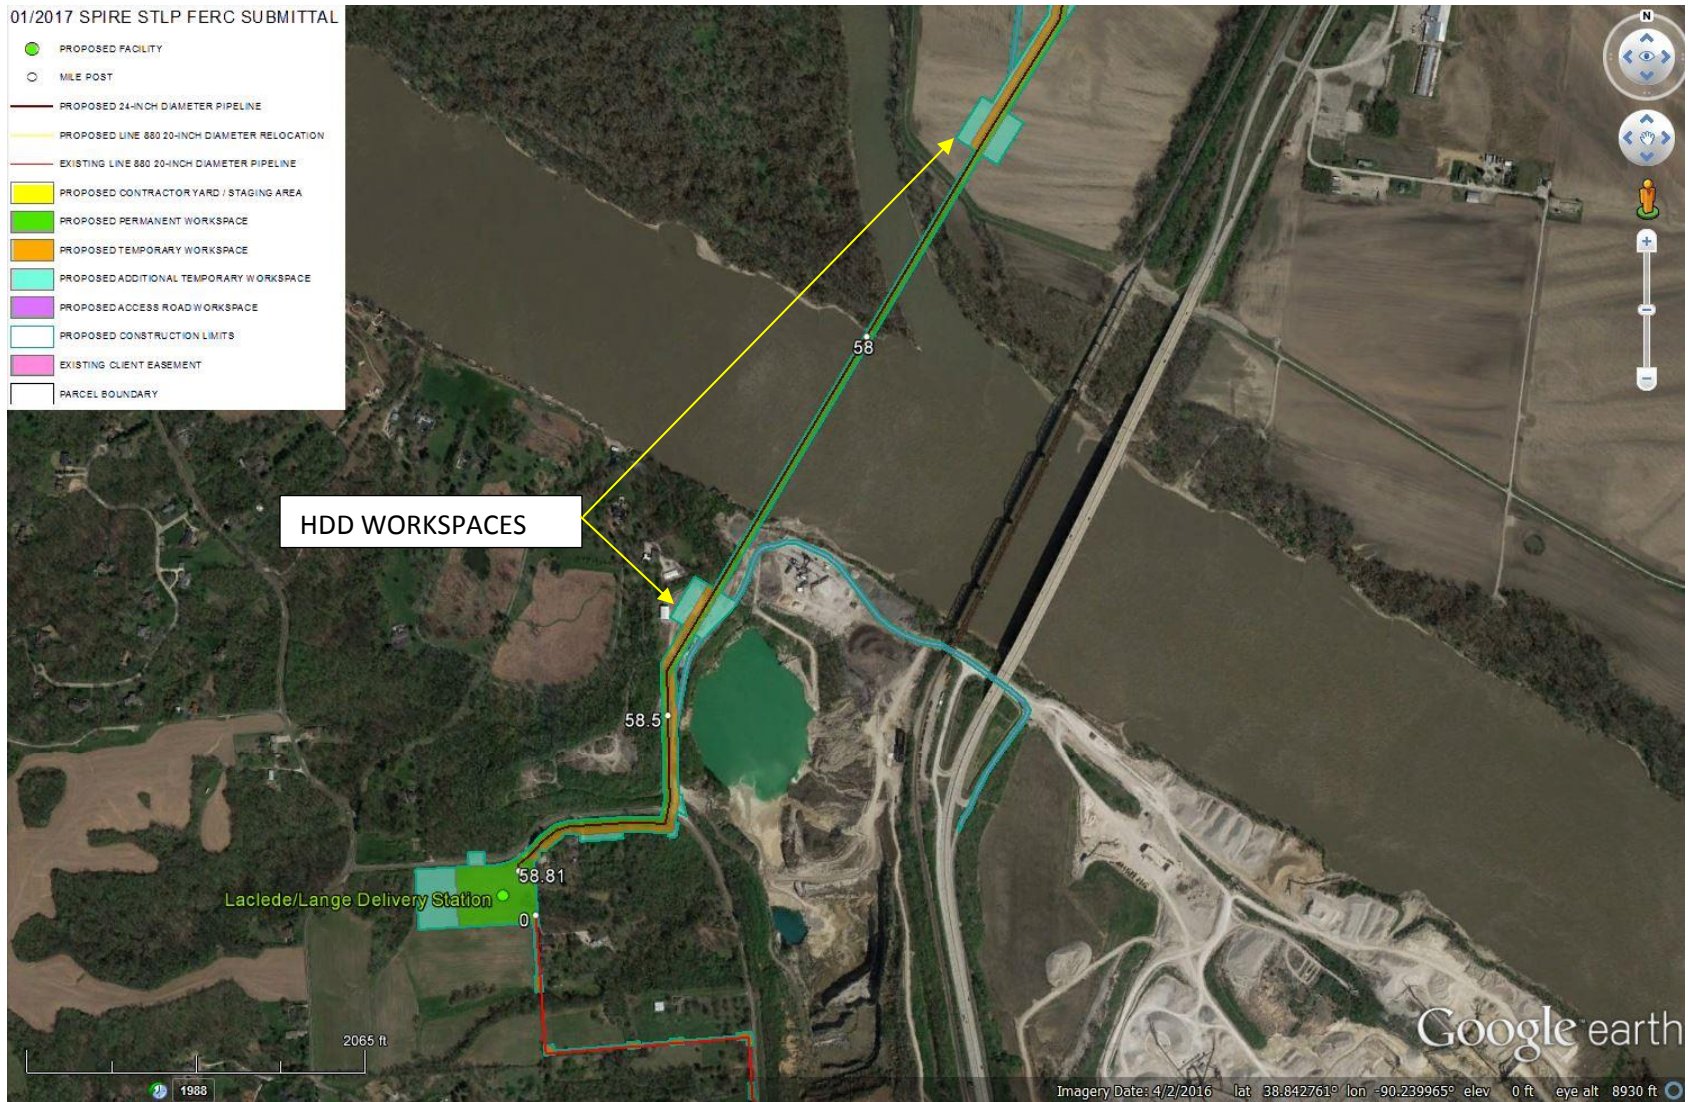 01/2017 SPIRE STLP FERC SUBMITTAL
PROPOSED FACILITY
MILE POST
PROPOSED 24-INCH DIAMETER PIPELINE
PROPOSED LINE 880 20-INCH DIAMETER RELOCATION
EXISTING LINE 880 20-INCH DIAMETER PIPELINE
PROPOSED CONTRACTOR YARD / STAGING AREA
PROPOSED PERMANENT WORKSPACE
PROPOSED TEMPORARY WORKSPACE
PROPOSED ADDITIONAL TEMPORARY WORKSPACE
PROPOSED ACCESS ROAD WORKSPACE
PROPOSED CONSTRUCTION LIMITS
EXISTING CLIENT EASEMENT
PARCEL BOUNDARY
N
58
HDD WORKSPACES
58.5
58.81
Laclede/Lange Delivery Station
0
2065 ft
Google earth
1988
Imagery Date: 4/2/2016 lat 38.842761° lon -90.239965° elev 0 ft eye alt 8930 ft